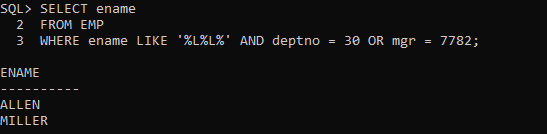 SQL> SELECT ename
  2  FROM EMP
  3  WHERE ename LIKE '%L%L%' AND deptno = 30 OR mgr = 7782;
ENAME
----------
ALLEN
MILLER